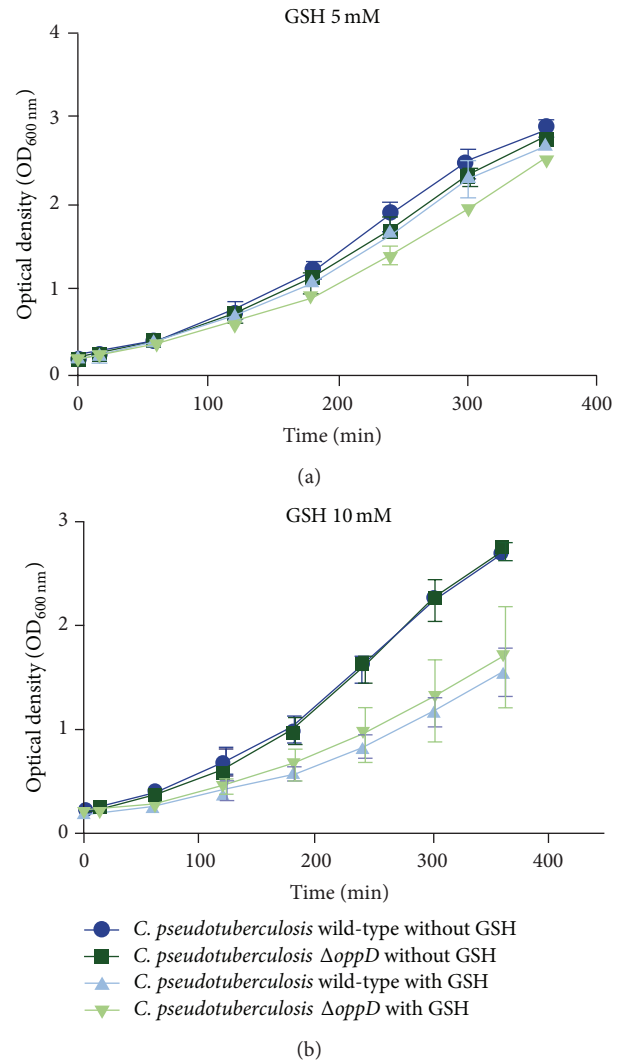 GSH 5 mM
Optical density (OD600 nm)
4
3
2
1
0
0 100 200 300 400
Time (min)
(a)
GSH 10 mM
Optical density (OD600 nm)
3
2
1
0
0 100 200 300 400
Time (min)
C. pseudotuberculosis wild-type without GSH
C. pseudotuberculosis ΔoppD without GSH
C. pseudotuberculosis wild-type with GSH
C. pseudotuberculosis ΔoppD with GSH
(b)